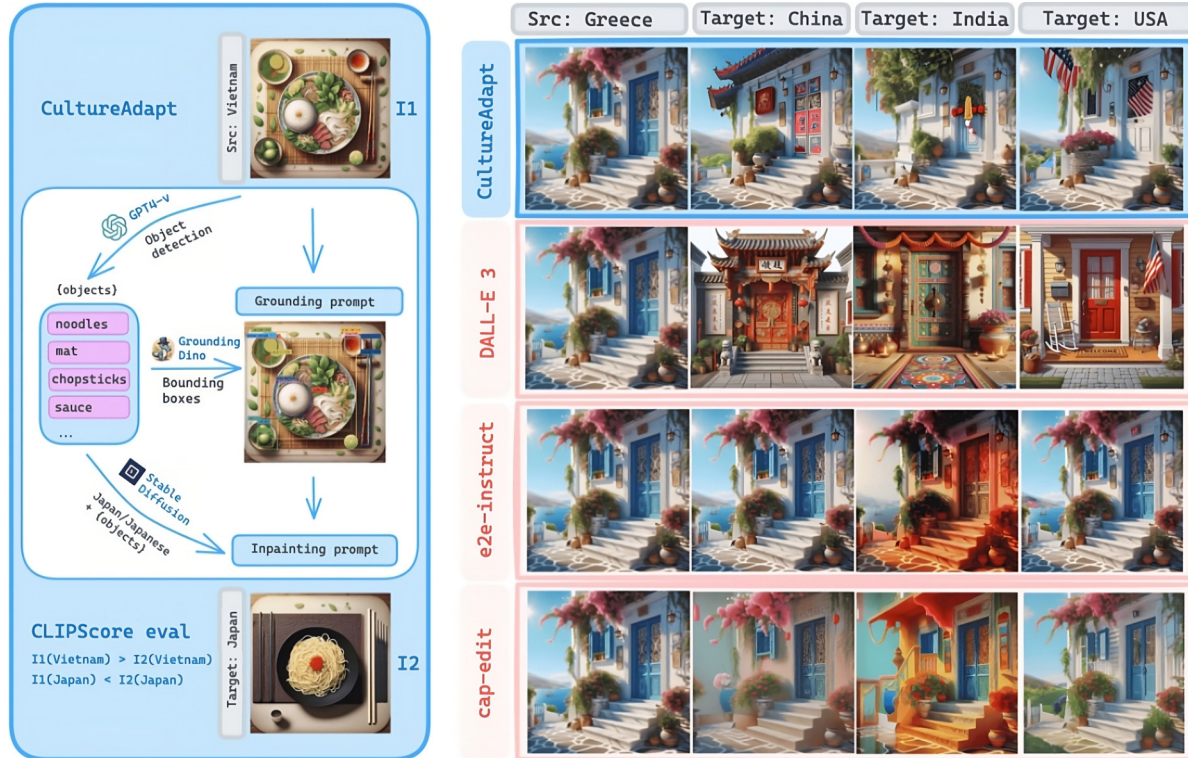 CultureAdapt
Src: Vietnam
I1
GPT4-v
Object
detection
{objects}
noodles
mat
chopsticks
sauce
...
Grounding
Dino
Bounding
boxes
Grounding prompt
Stable
Diffusion
Japan/Japanese
+ {objects}
Inpainting prompt
CLIPScore eval
I1(Vietnam) > I2(Vietnam)
I1(Japan) < I2(Japan)
Target: Japan
I2
Src: Greece
Target: China
Target: India
Target: USA
CultureAdapt
DALL-E 3
WELCOME
e2e-instruct
cap-edit